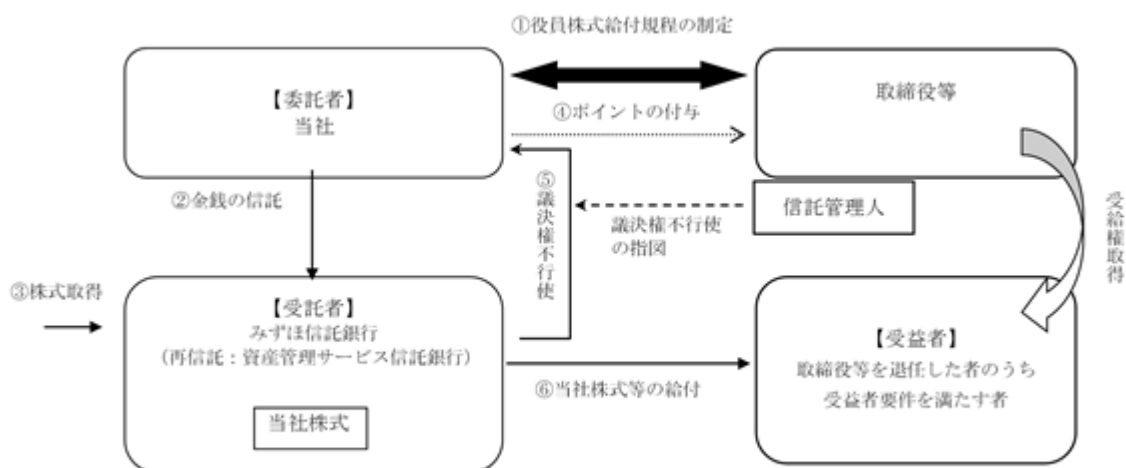 ①役員株式給付規程の制定
【委託者】
当社
取締役等
④ポイントの付与
②金銭の信託
⑤議決権不行使
議決権不行使
の指図
信託管理人
受給権取得
③株式取得
【受託者】
みずほ信託銀行
(再信託:資産管理サービス信託銀行)
当社株式
⑥当社株式等の給付
【受益者】
取締役等を退任した者のうち
受益者要件を満たす者